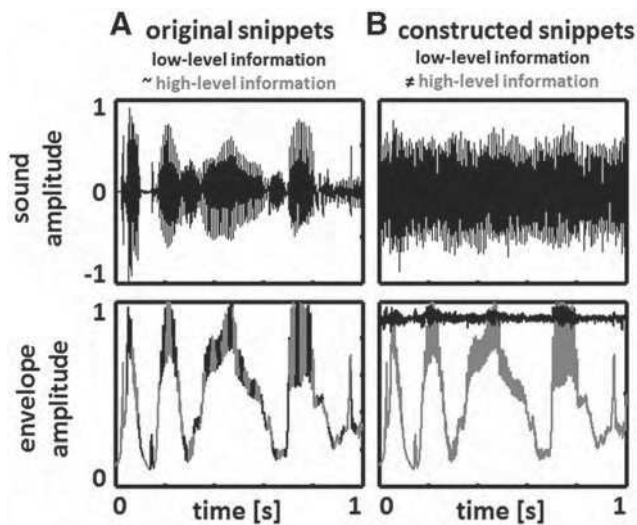 A original snippets
low-level information
~ high-level information
B constructed snippets
low-level information
≠ high-level information
sound
amplitude
1
0
-1
envelope
amplitude
1
0
0 time [s] 1
0 time [s] 1